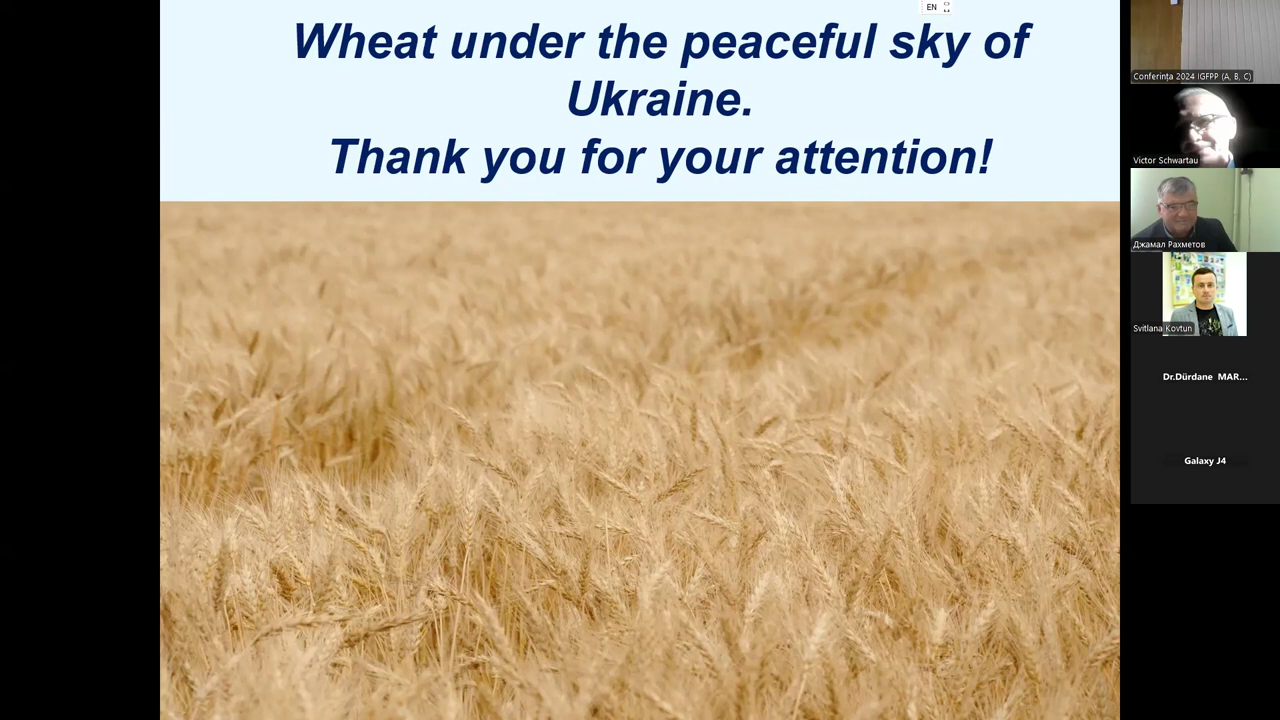 Wheat under the peaceful sky of
Ukraine.
Thank you for your attention!
EN
Conferința 2024 IGFPP (A, B, C)
Victor Schwartau
Джамал Рахметов
Svitlana Kovtun
Dr.Dürdane MAR...
Galaxy J4